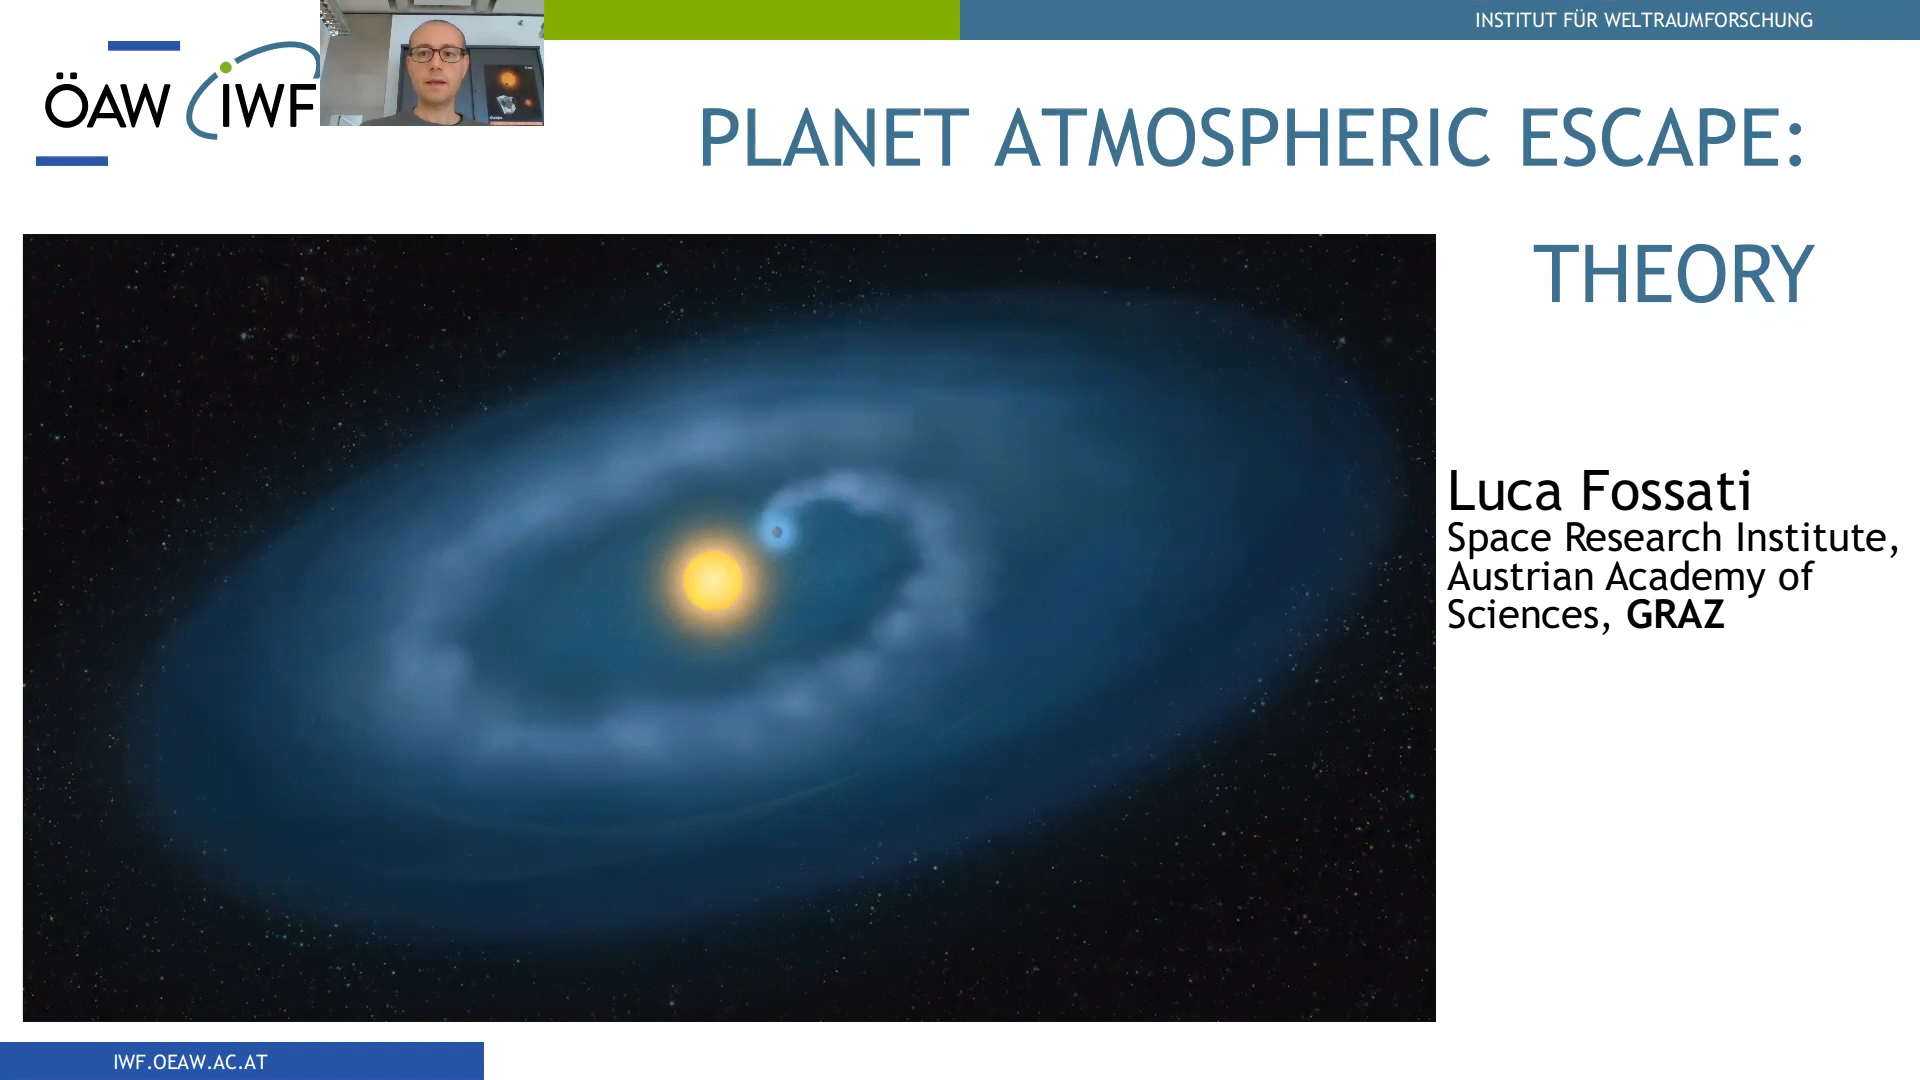 INSTITUT FÜR WELTRAUMFORSCHUNG
ÖAW IWF
PLANET ATMOSPHERIC ESCAPE:
THEORY
Luca Fossati
Space Research Institute,
Austrian Academy of
Sciences, GRAZ
IWF.OEAW.AC.AT